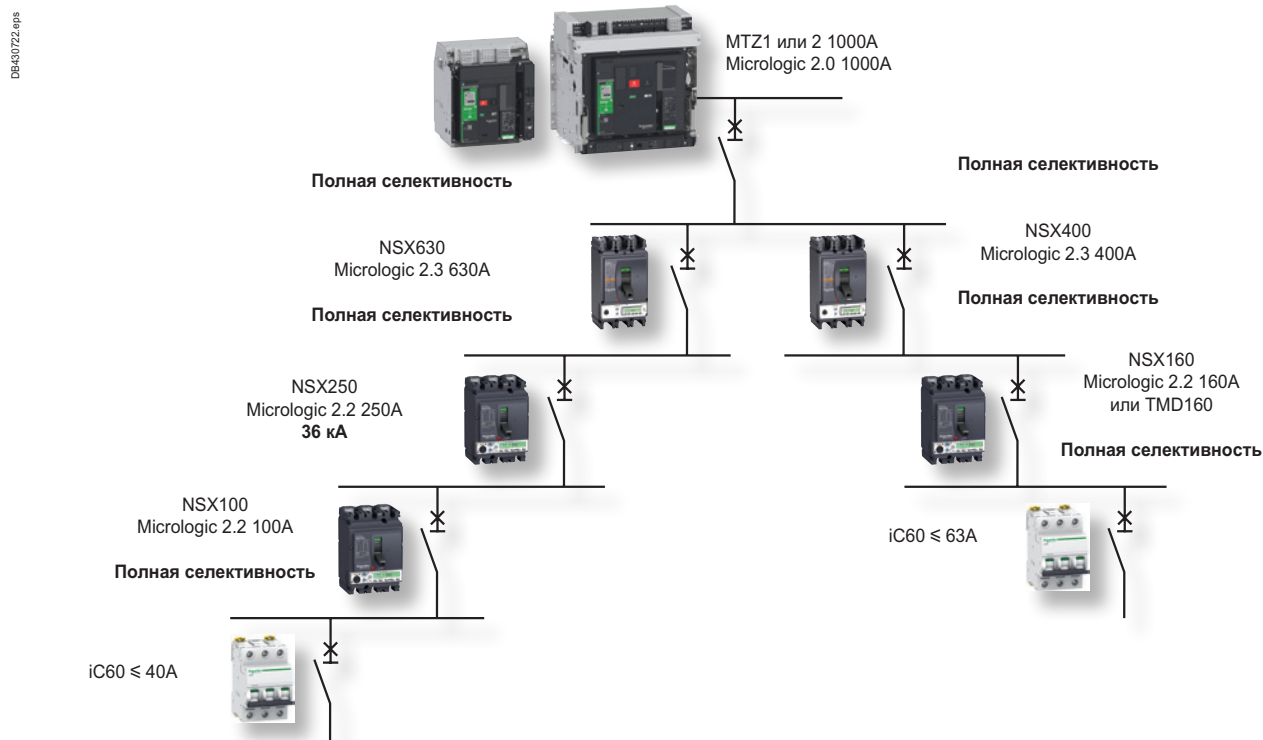 DB430722.eps
MTZ1 или 2 1000A
Micrologic 2.0 1000A
Полная селективность
Полная селективность
NSX630
Micrologic 2.3 630A
NSX400
Micrologic 2.3 400A
Полная селективность
Полная селективность
NSX250
Micrologic 2.2 250A
36 кА
NSX160
Micrologic 2.2 160A
или TMD160
Полная селективность
NSX100
Micrologic 2.2 100A
iC60 ⩽ 63A
Полная селективность
iC60 ⩽ 40A